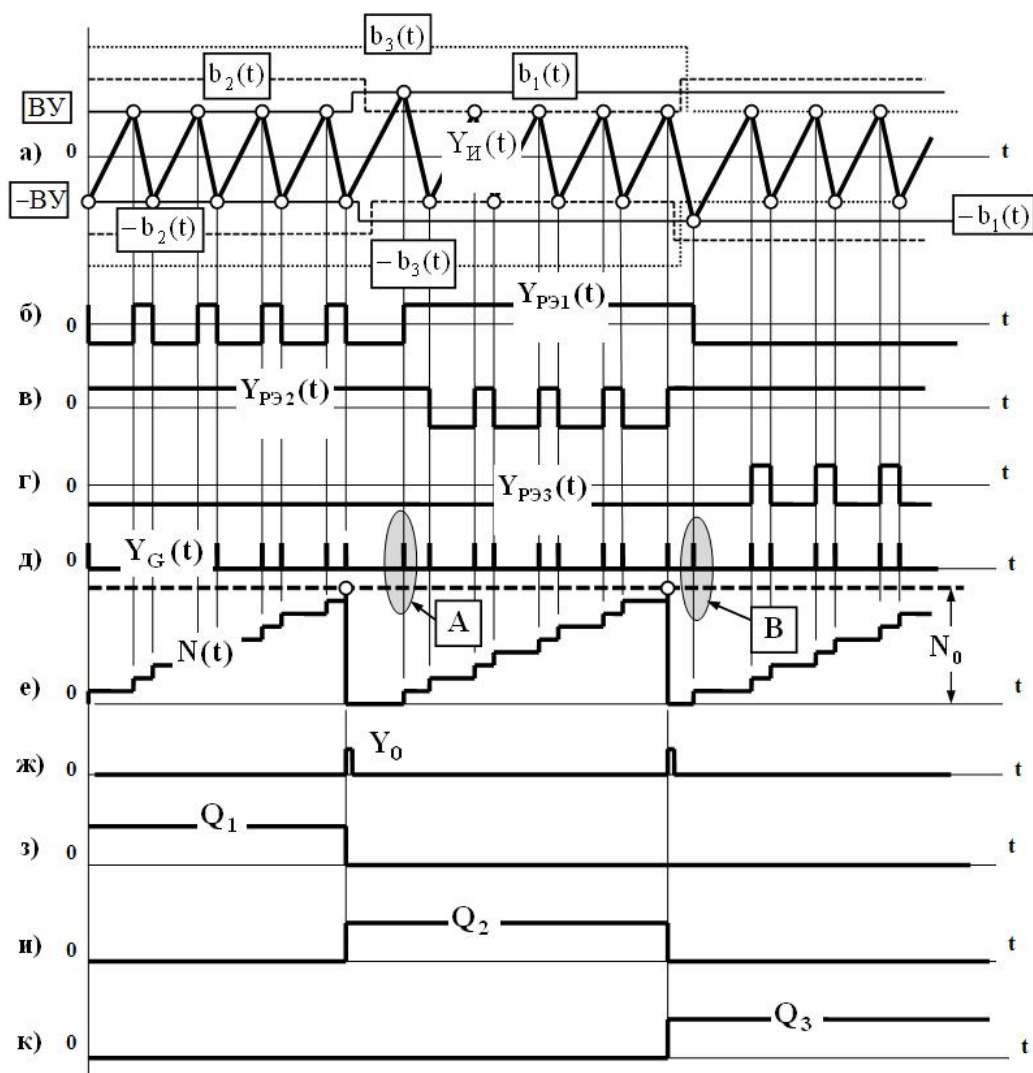 b₃(t)
b₂(t)
b₁(t)
ВУ
а) 0
Y_И(t)
t
–ВУ
–b₂(t)
–b₁(t)
–b₃(t)
б) 0
Y_РЭ1(t)
t
в) 0
Y_РЭ2(t)
t
г) 0
Y_РЭ3(t)
t
д) 0
Y_G(t)
t
A
B
N(t)
N₀
е) 0
t
ж) 0
Y₀
t
з) 0
Q₁
t
и) 0
Q₂
t
к) 0
Q₃
t